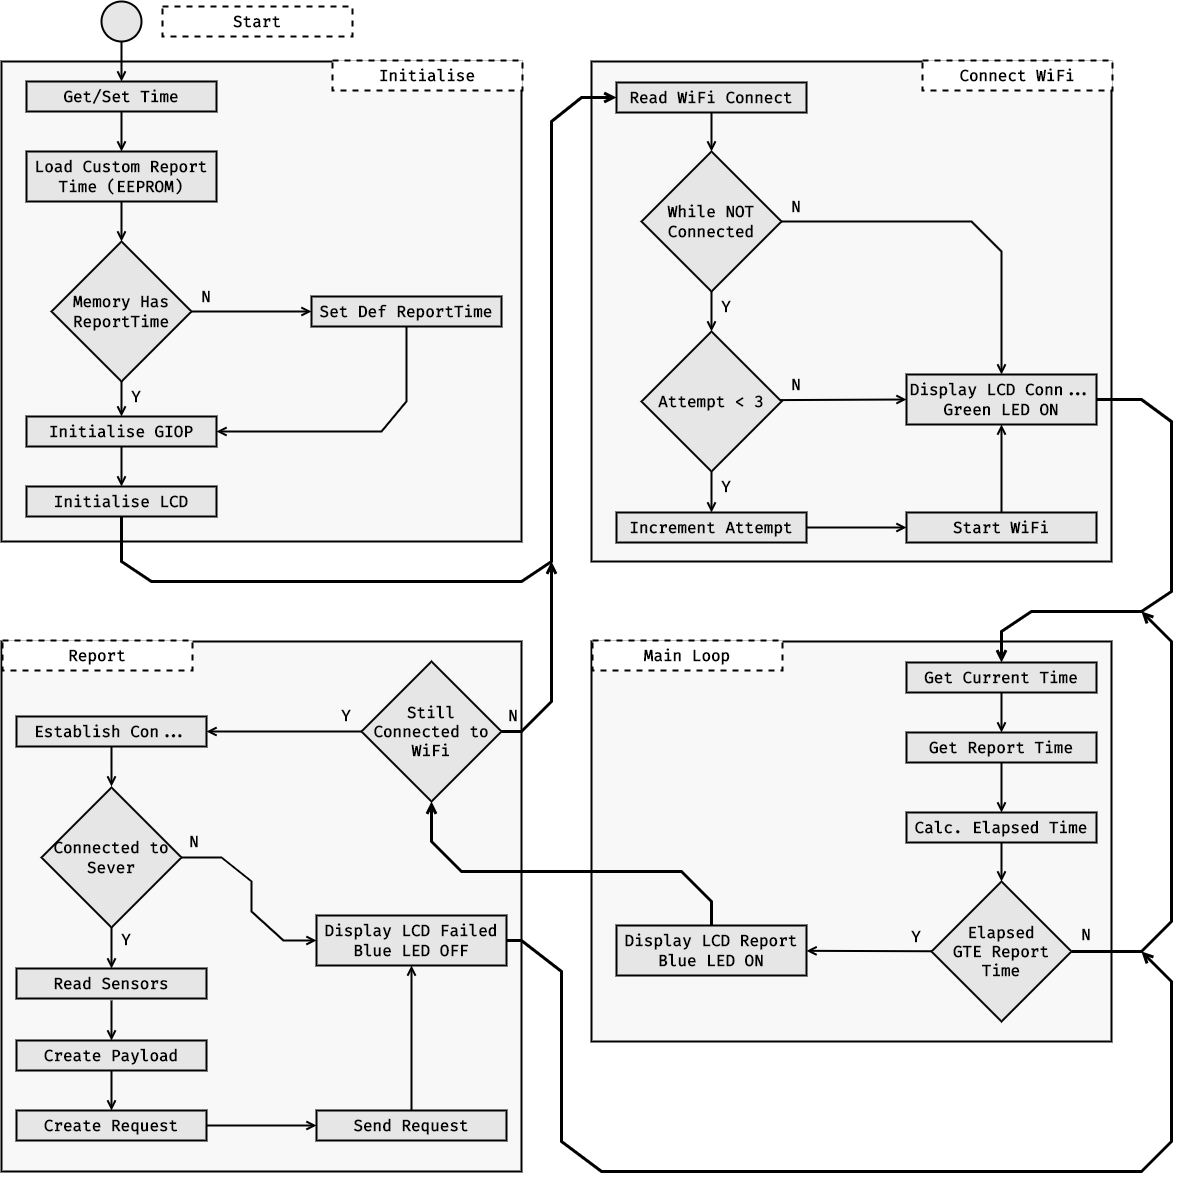 Start
Initialise
Get/Set Time
Load Custom Report
Time (EEPROM)
Memory Has
ReportTime
N
Set Def ReportTime
Y
Initialise GIOP
Initialise LCD
Connect WiFi
Read WiFi Connect
While NOT
Connected
N
Y
Attempt < 3
N
Display LCD Conn...
Green LED ON
Y
Increment Attempt
Start WiFi
Report
Still
Connected to
WiFi
N
Y
Establish Con...
Connected to
Sever
N
Y
Display LCD Failed
Blue LED OFF
Read Sensors
Create Payload
Create Request
Send Request
Main Loop
Get Current Time
Get Report Time
Calc. Elapsed Time
Elapsed
GTE Report
Time
N
Y
Display LCD Report
Blue LED ON